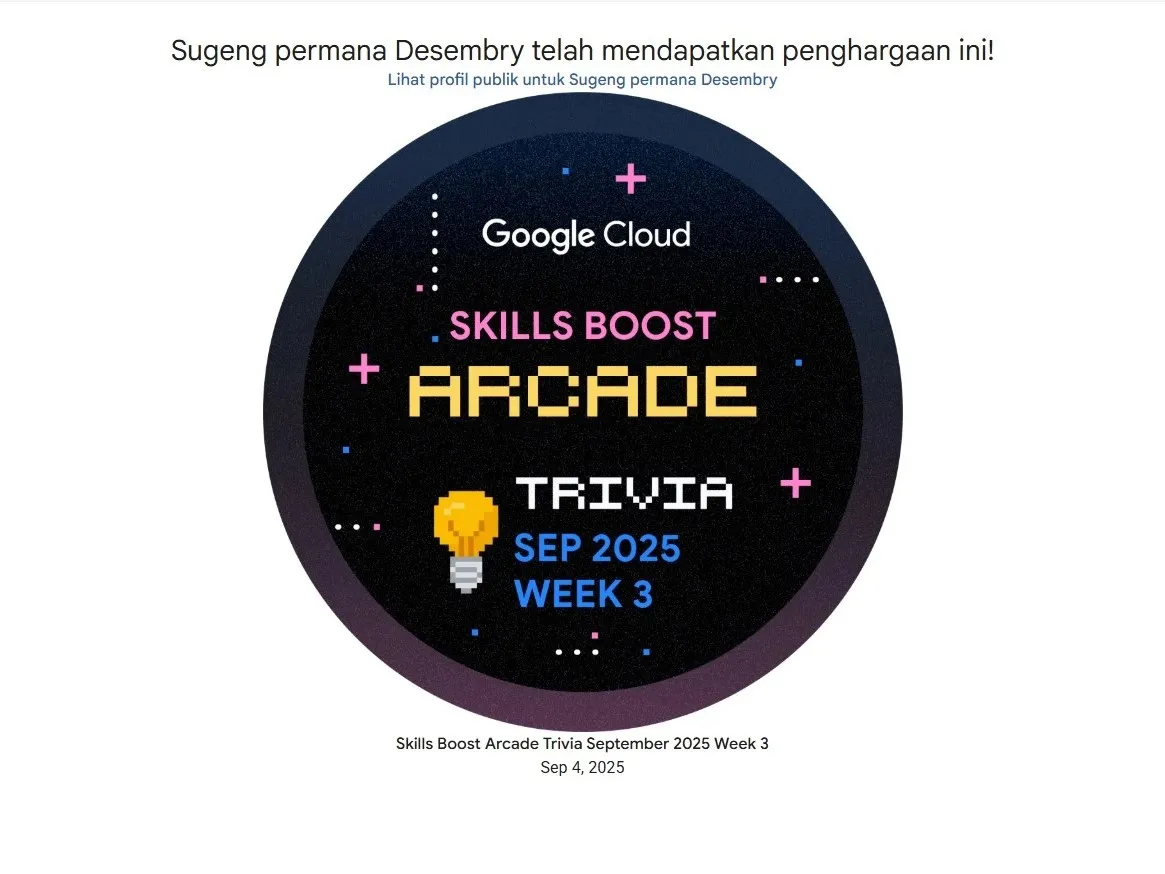 Sugeng permana Desembry telah mendapatkan penghargaan ini!
Lihat profil publik untuk Sugeng permana Desembry
Google Cloud
SKILLS BOOST
ARCADE
TRIVIA
SEP 2025
WEEK 3
Skills Boost Arcade Trivia September 2025 Week 3
Sep 4, 2025